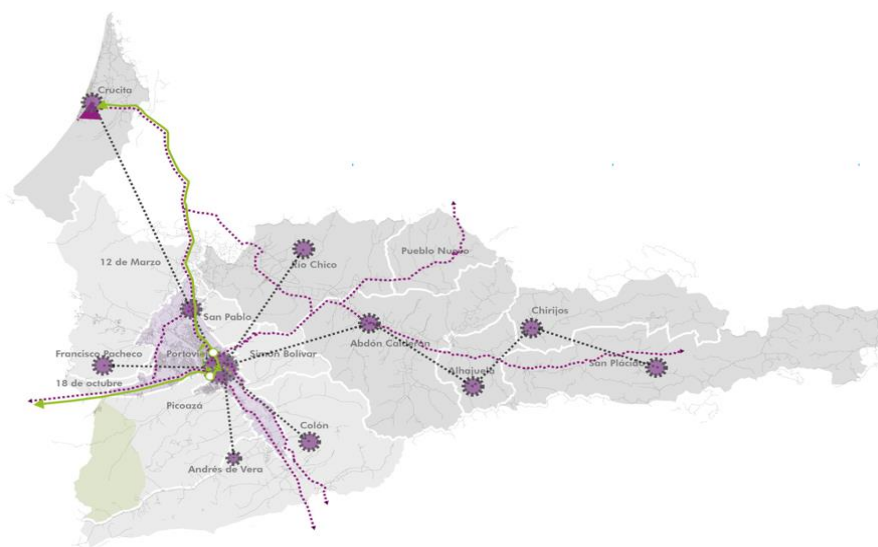 Crucita
Pueblo Nuevo
12 de Marzo
Río Chico
San Pablo
Chirijos
Abdón Calderón
Francisco Pacheco
Portoviejo
Simón Bolívar
San Plácido
Alhajuela
18 de octubre
Picoazá
Colón
Andrés de Vera